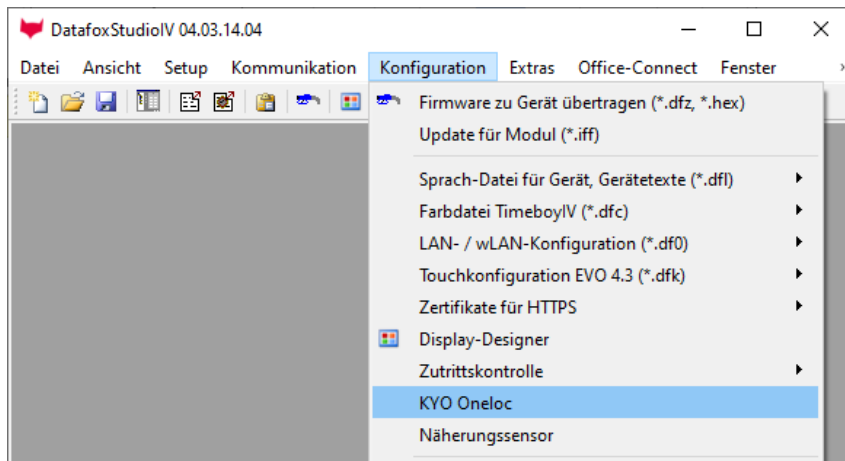 DatafoxStudioIV 04.03.14.04
Datei Ansicht Setup Kommunikation Konfiguration Extras Office-Connect Fenster
Firmware zu Gerät übertragen (*.dfz, *.hex)
Update für Modul (*.iff)
Sprach-Datei für Gerät, Gerätetexte (*.dfl)
Farbdatei TimeboyIV (*.dfc)
LAN- / wLAN-Konfiguration (*.df0)
Touchkonfiguration EVO 4.3 (*.dfk)
Zertifikate für HTTPS
Display-Designer
Zutrittskontrolle
KYO Oneloc
Näherungssensor